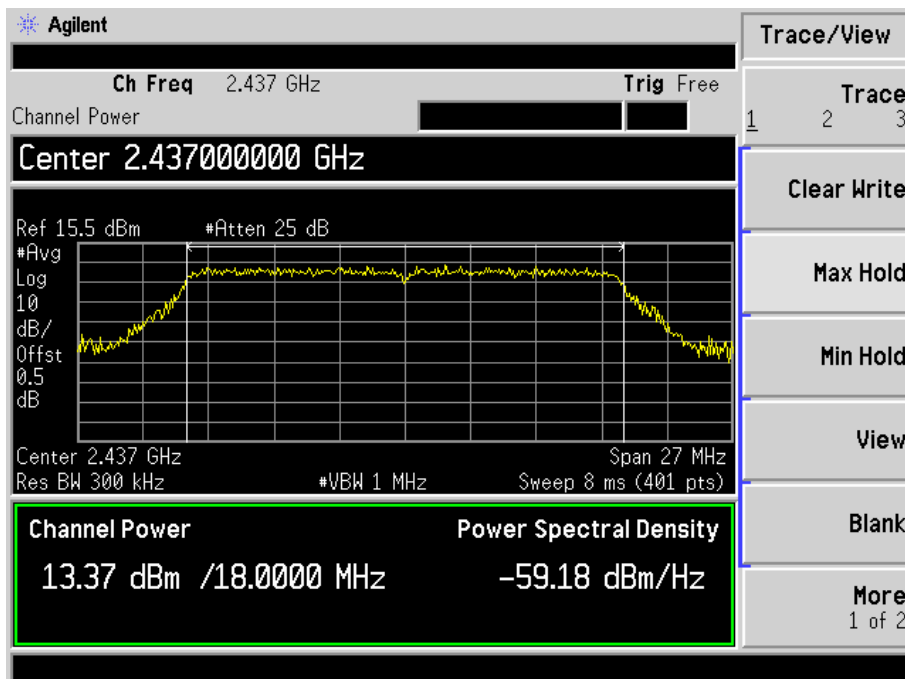 Agilent
Trace/View
Ch Freq 2.437 GHz Trig Free
Channel Power
Trace
1 2 3
Center 2.437000000 GHz
Clear Write
Ref 15.5 dBm #Atten 25 dB
#Avg
Log
10
dB/
Offst
0.5
dB
Max Hold
Min Hold
Center 2.437 GHz Span 27 MHz
Res BW 300 kHz #VBW 1 MHz Sweep 8 ms (401 pts)
View
Channel Power Power Spectral Density
13.37 dBm /18.0000 MHz -59.18 dBm/Hz
Blank
More
1 of 2